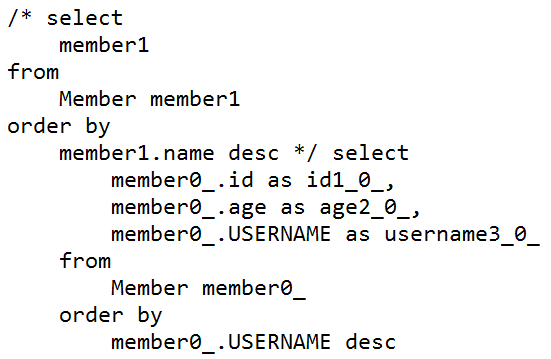 /* select
    member1
from
    Member member1
order by
    member1.name desc */ select
        member0_.id as id1_0_,
        member0_.age as age2_0_,
        member0_.USERNAME as username3_0_
    from
        Member member0_
    order by
        member0_.USERNAME desc